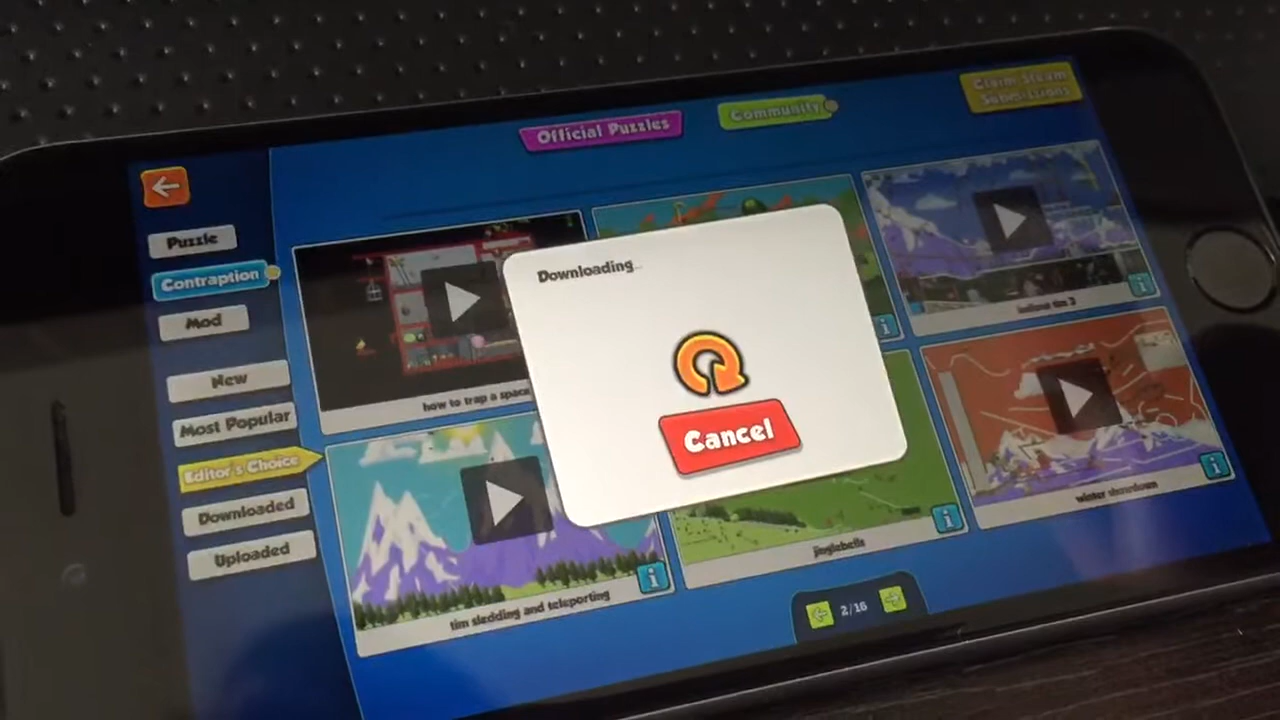 Official Puzzles
Community
Claim Steam
Submissions
Puzzle
Contraption
Mod
New
Most Popular
Editor's Choice
Downloaded
Uploaded
Downloading...
Cancel
how to trap a space
tim sledding and teleporting
jinglebells
winter showdown
2/16